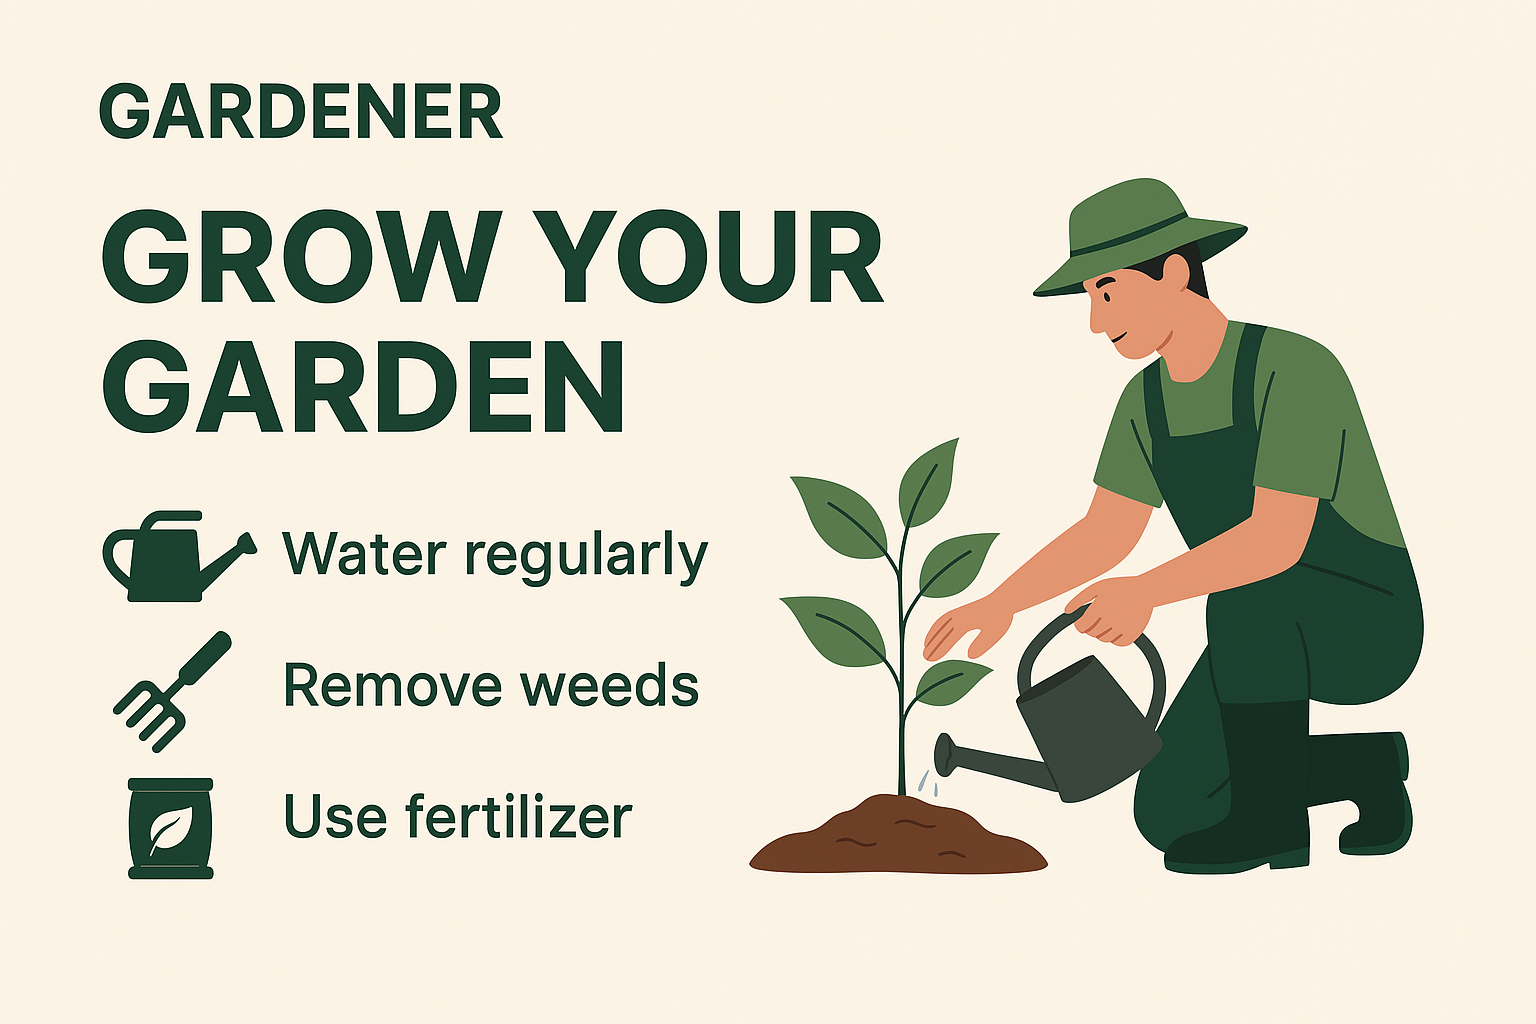 GARDENER
GROW YOUR
GARDEN
Water regularly
Remove weeds
Use fertilizer